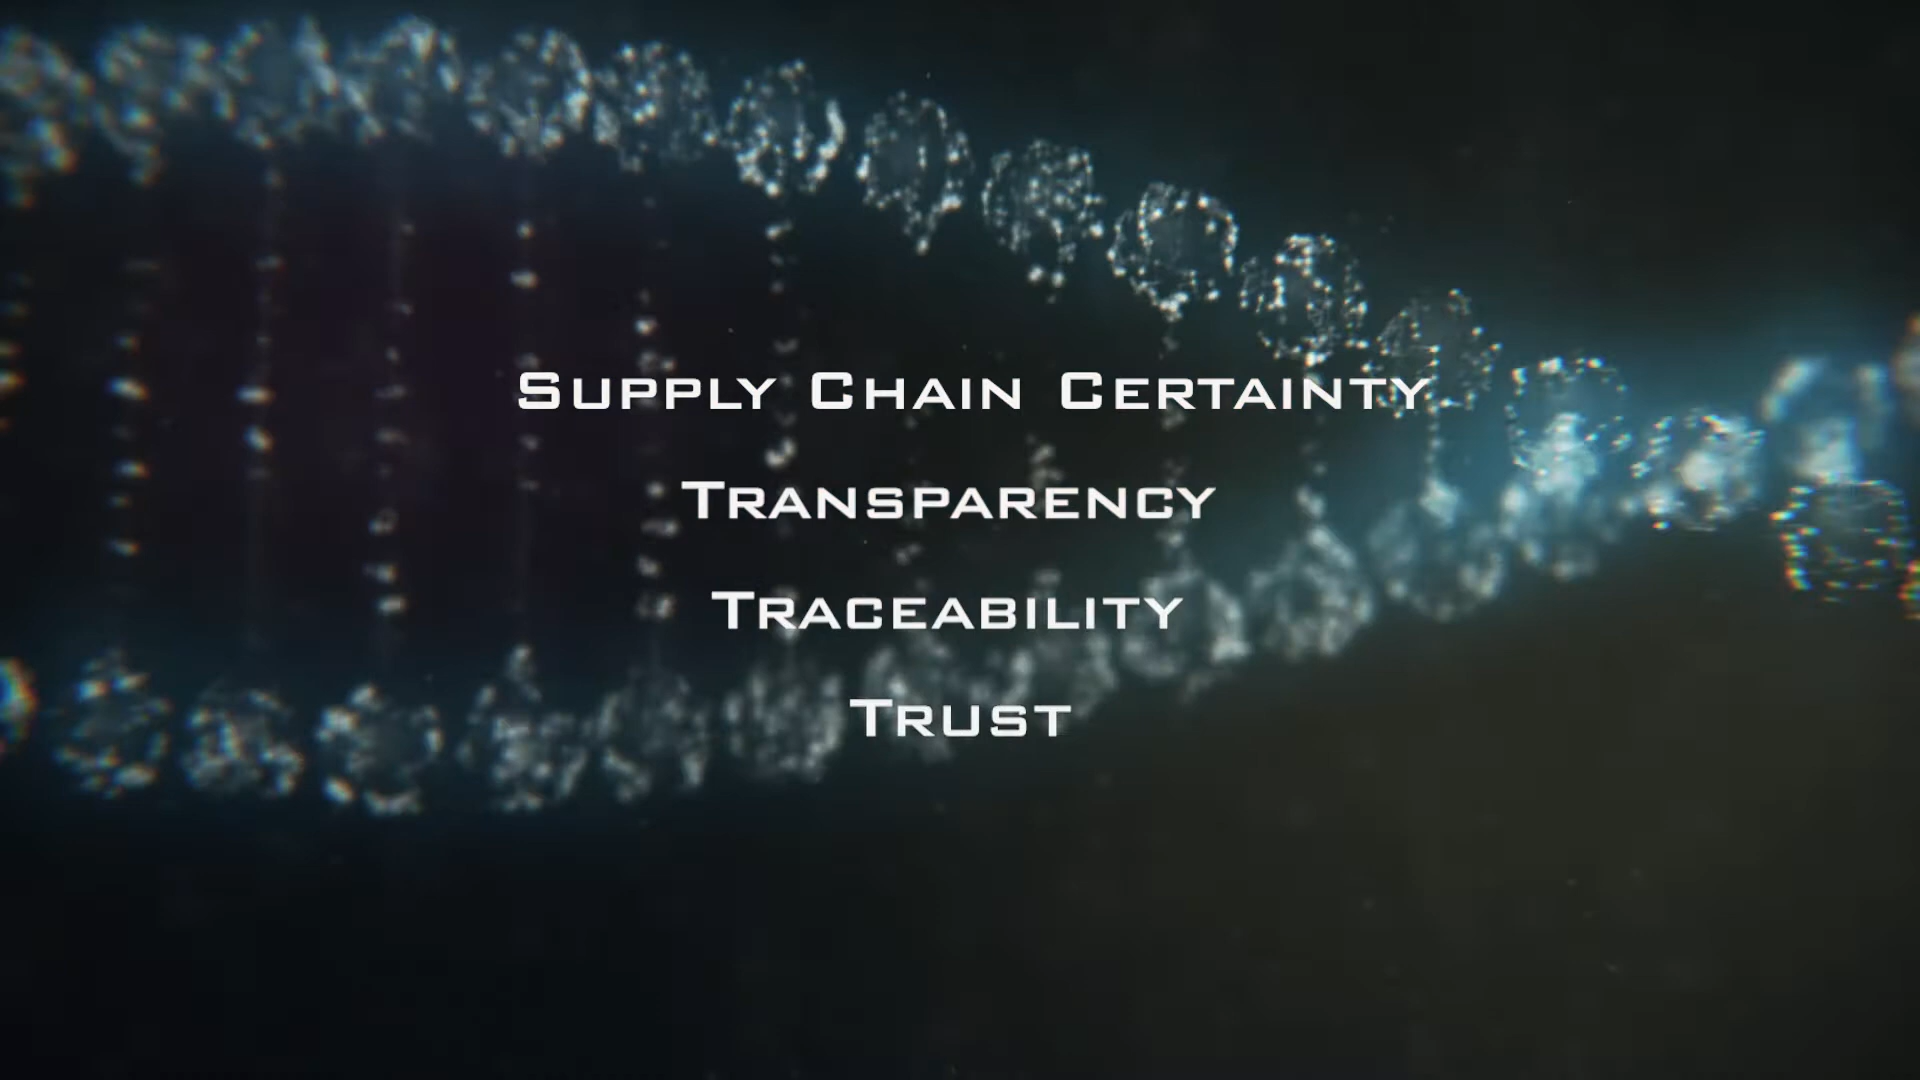 Supply Chain Certainty
Transparency
Traceability
Trust